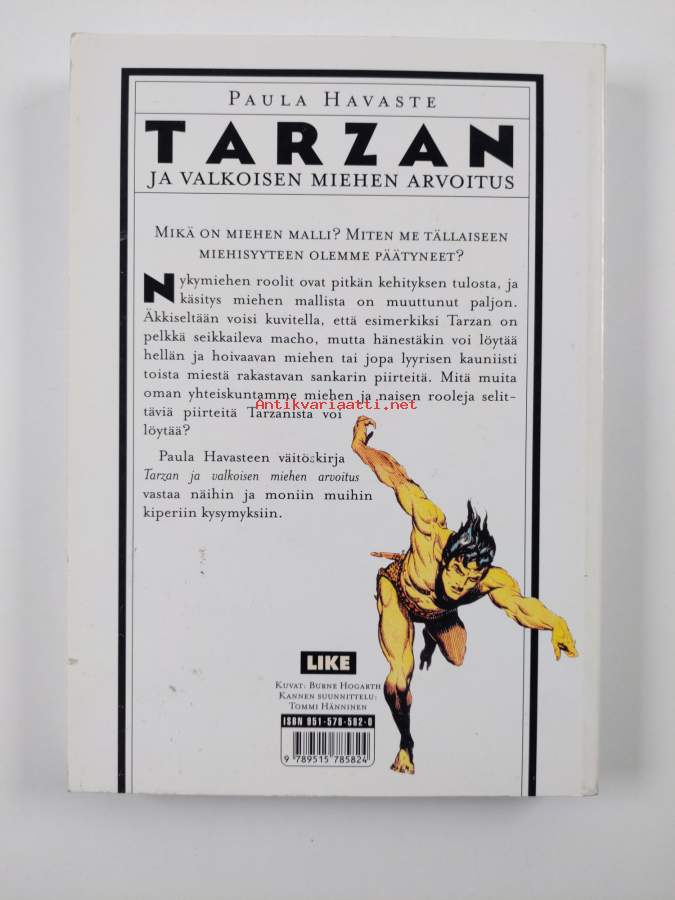 PAULA HAVASTE
TARZAN
JA VALKOISEN MIEHEN ARVOITUS
MIKÄ ON MIEHEN MALLI? MITEN ME TÄLLAISEEN
MIEHISYYTEEN OLEMME PÄÄTYNEET?
Nykymiehen roolit ovat pitkän kehityksen tulosta, ja
käsitys miehen mallista on muuttunut paljon.
Äkkiseltään voisi kuvitella, että esimerkiksi Tarzan on
pelkkä seikkaileva macho, mutta hänestäkin voi löytää
hellän ja hoivaavan miehen tai jopa lyyrisen kauniisti
toista miestä rakastavan sankarin piirteitä. Mitä muita
oman yhteiskuntamme miehen ja naisen rooleja selit-
täviä piirteitä Tarzanista voi
Antikvariaatti.net
löytää?
Paula Havasteen väitöskirja
Tarzan ja valkoisen miehen arvoitus
vastaa näihin ja moniin muihin
kiperiin kysymyksiin.
LIKE
KUVAT: BURNE HOGARTH
KANNEN SUUNNITTELU:
TOMMI HÄNNINEN
ISBN 951-578-582-0
9 789515 785824